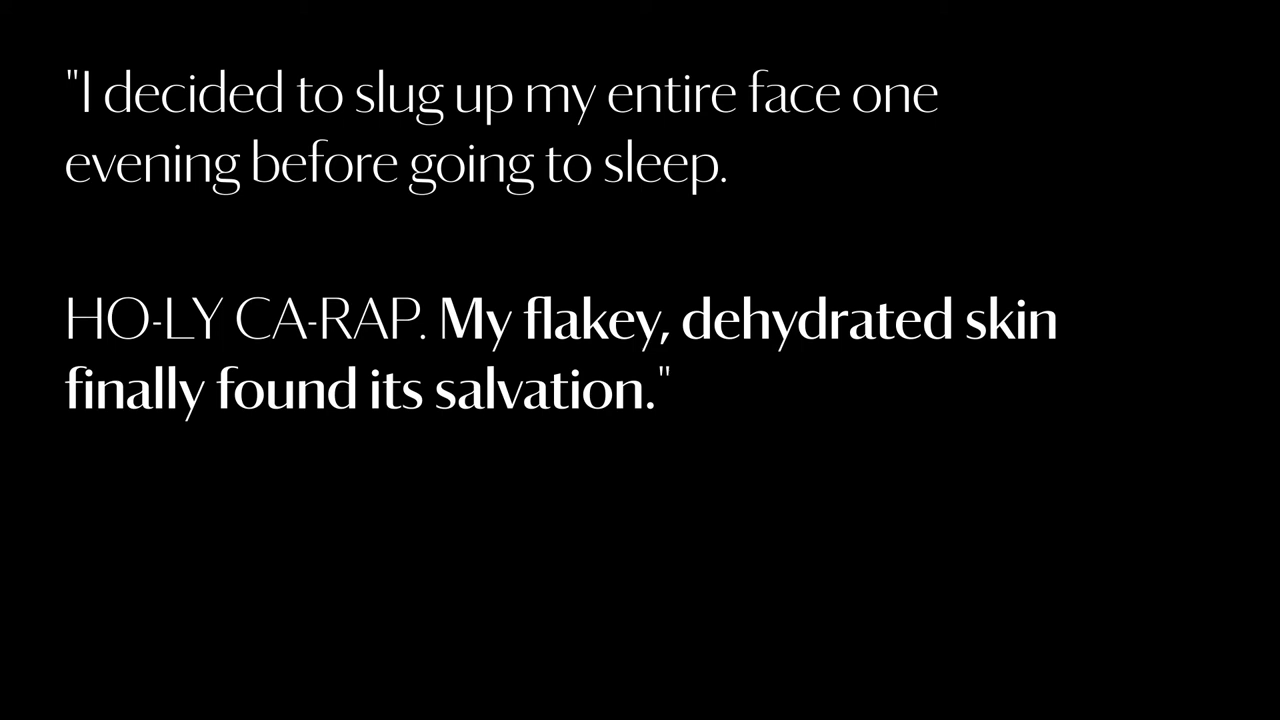 "I decided to slug up my entire face one
evening before going to sleep.
HO-LY CA-RAP. My flakey, dehydrated skin
finally found its salvation."